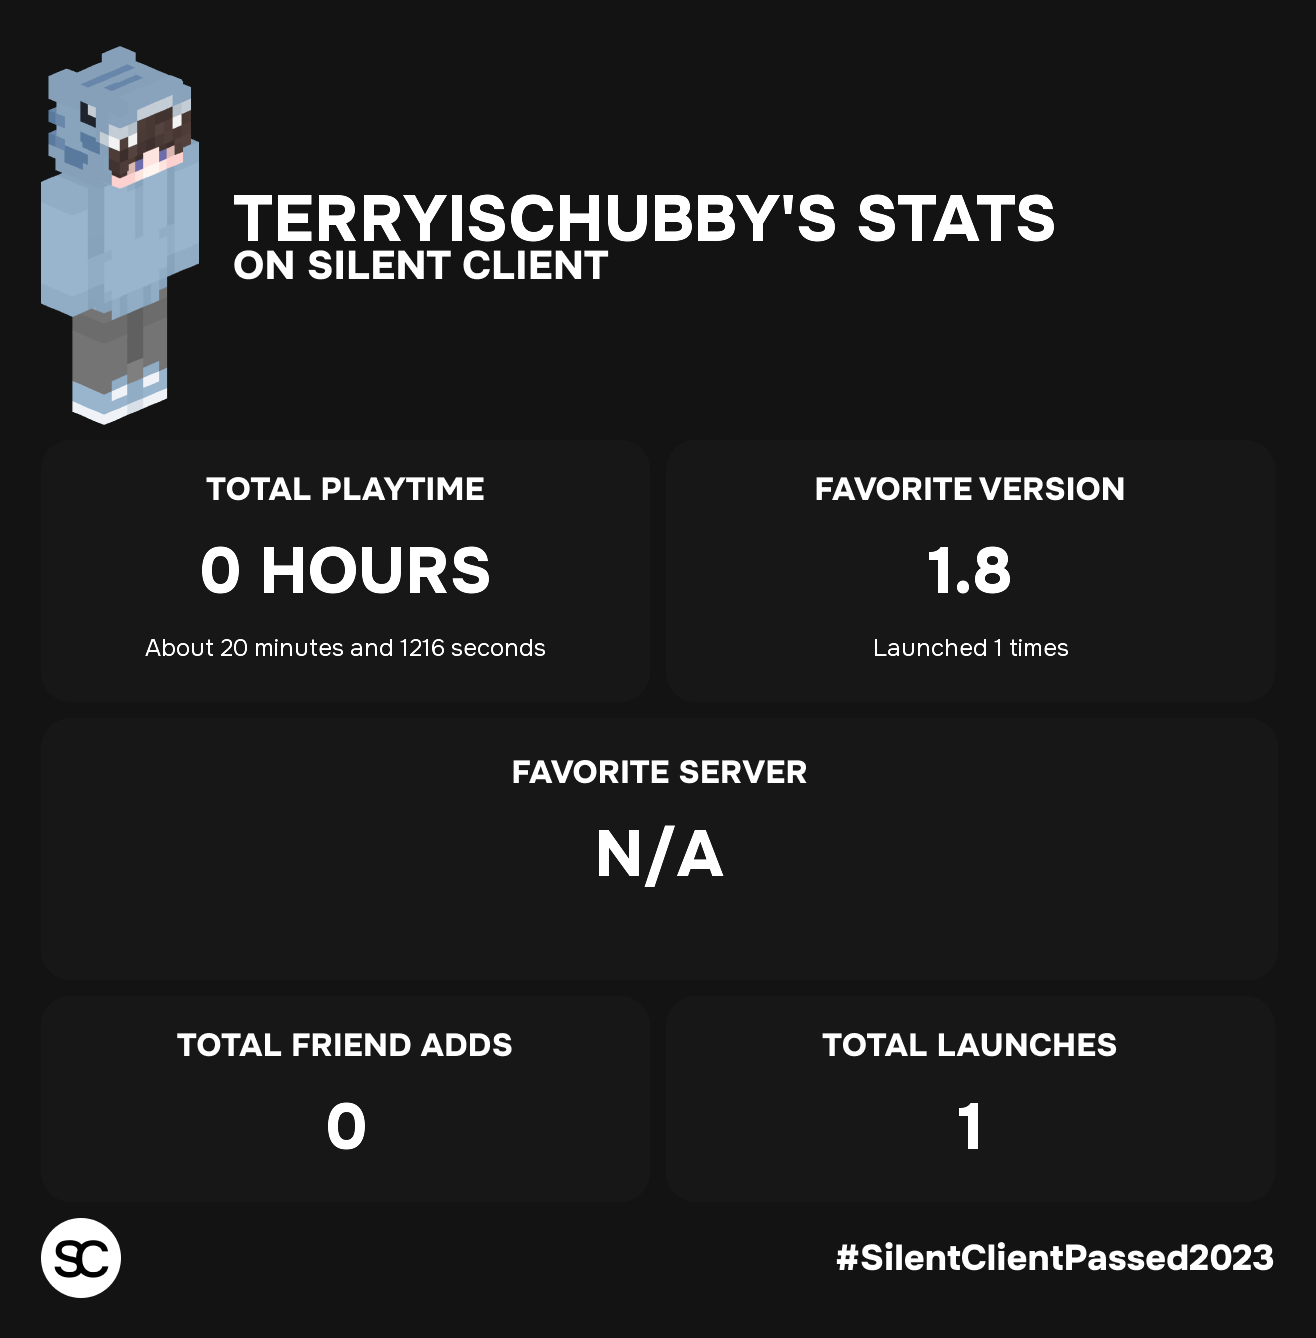 TERRYISCHUBBY'S STATS
ON SILENT CLIENT
TOTAL PLAYTIME
0 HOURS
About 20 minutes and 1216 seconds
FAVORITE VERSION
1.8
Launched 1 times
FAVORITE SERVER
N/A
TOTAL FRIEND ADDS
0
TOTAL LAUNCHES
1
SC
#SilentClientPassed2023